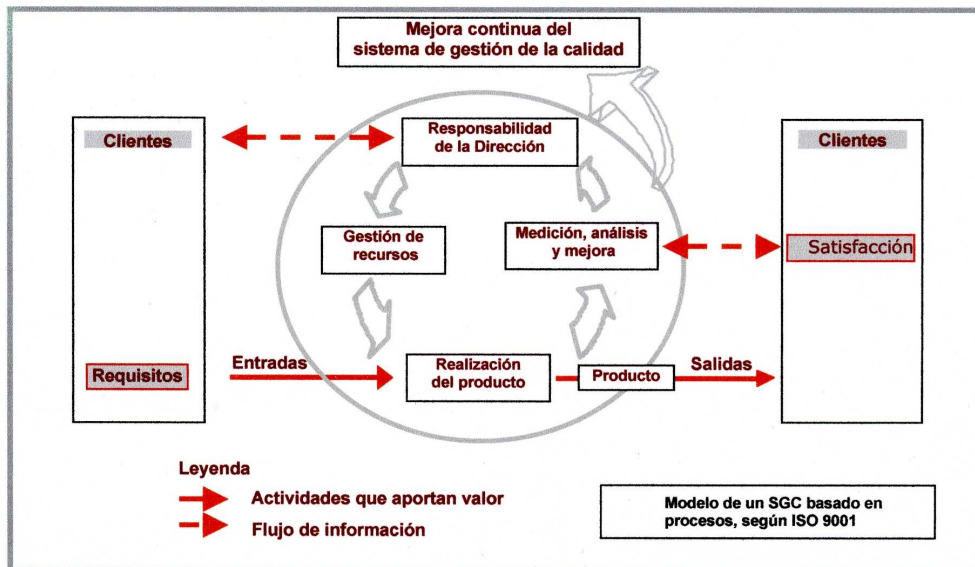 Mejora continua del
sistema de gestión de la calidad
Clientes
Responsabilidad
de la Dirección
Clientes
Gestión de
recursos
Medición, análisis
y mejora
Satisfacción
Requisitos
Entradas
Realización
del producto
Producto
Salidas
Leyenda
Actividades que aportan valor
Flujo de información
Modelo de un SGC basado en
procesos, según ISO 9001